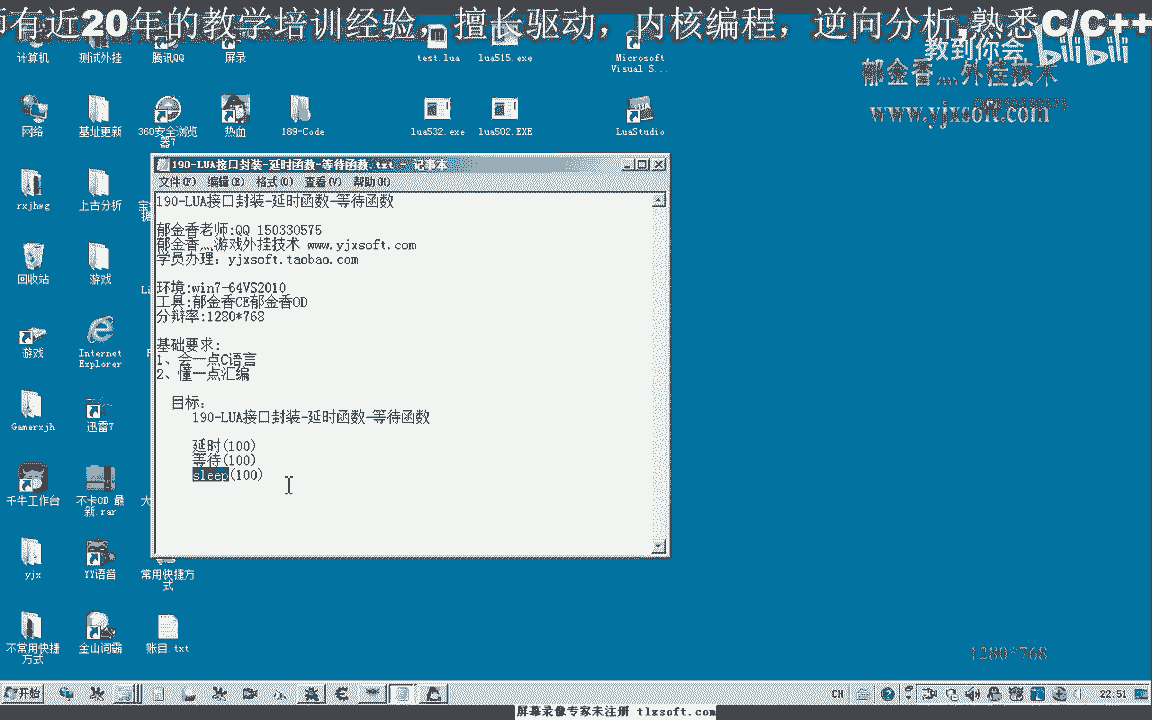 师有近20年的教学培训经验，擅长驱动，内核编程，逆向分析,熟悉C/C++
教到你会
bilibili
郁金香灬外挂技术
www.yjxsoft.com
计算机
测试外挂
腾讯QQ
屏录
test.lua
lua515.exe
Microsoft
Visual S...
网络
基址更新
360安全浏览
器7
热血
189-Code
lua532.exe
lua502.EXE
LuaStudio
rxjhwg
上古分析
回收站
游戏
游戏
Internet
Explorer
Gamerxjh
迅雷7
千牛工作台
不卡OD 最
新.rar
yjx
YY语音
常用快捷方
式
不常用快捷
方式
金山词霸
账目.txt
190-LUA接口封装-延时函数-等待函数.txt - 记事本
文件(F) 编辑(E) 格式(O) 查看(V) 帮助(H)
190-LUA接口封装-延时函数-等待函数
郁金香老师:QQ 150330575
郁金香灬游戏外挂技术 www.yjxsoft.com
学员办理: yjxsoft.taobao.com
环境:win7-64VS2010
工具:郁金香CE郁金香OD
分辩率:1280*768
基础要求:
1、会一点C语言
2、懂一点汇编
目标:
190-LUA接口封装-延时函数-等待函数
延时(100)
等待(100)
sleep(100)
1280*768
开始
CH
22:51
屏幕录像专家未注册 tlxsoft.com